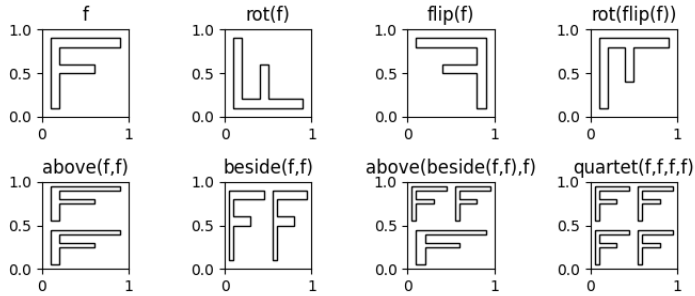 f rot(f) flip(f) rot(flip(f))
1.0 1.0 1.0 1.0
0.5 0.5 0.5 0.5
0.0 0.0 0.0 0.0
0 1 0 1 0 1 0 1
above(f,f) beside(f,f) above(beside(f,f),f) quartet(f,f,f,f)
1.0 1.0 1.0 1.0
0.5 0.5 0.5 0.5
0.0 0.0 0.0 0.0
0 1 0 1 0 1 0 1